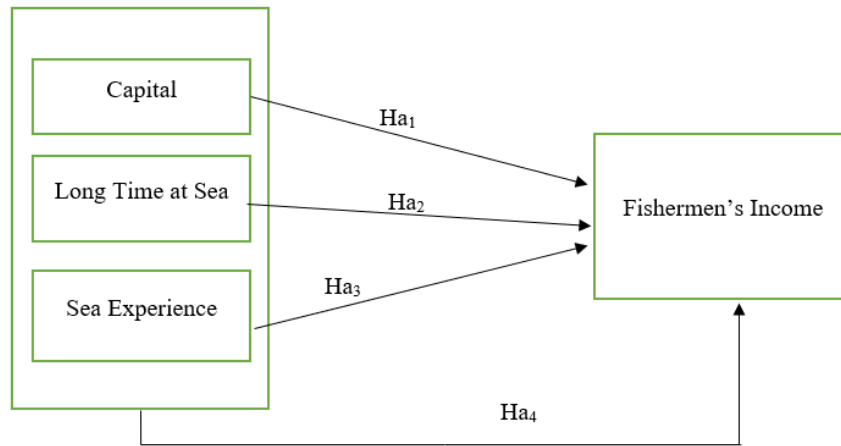 Capital
Ha₁
Long Time at Sea
Ha₂
Fishermen’s Income
Ha₃
Sea Experience
Ha₄